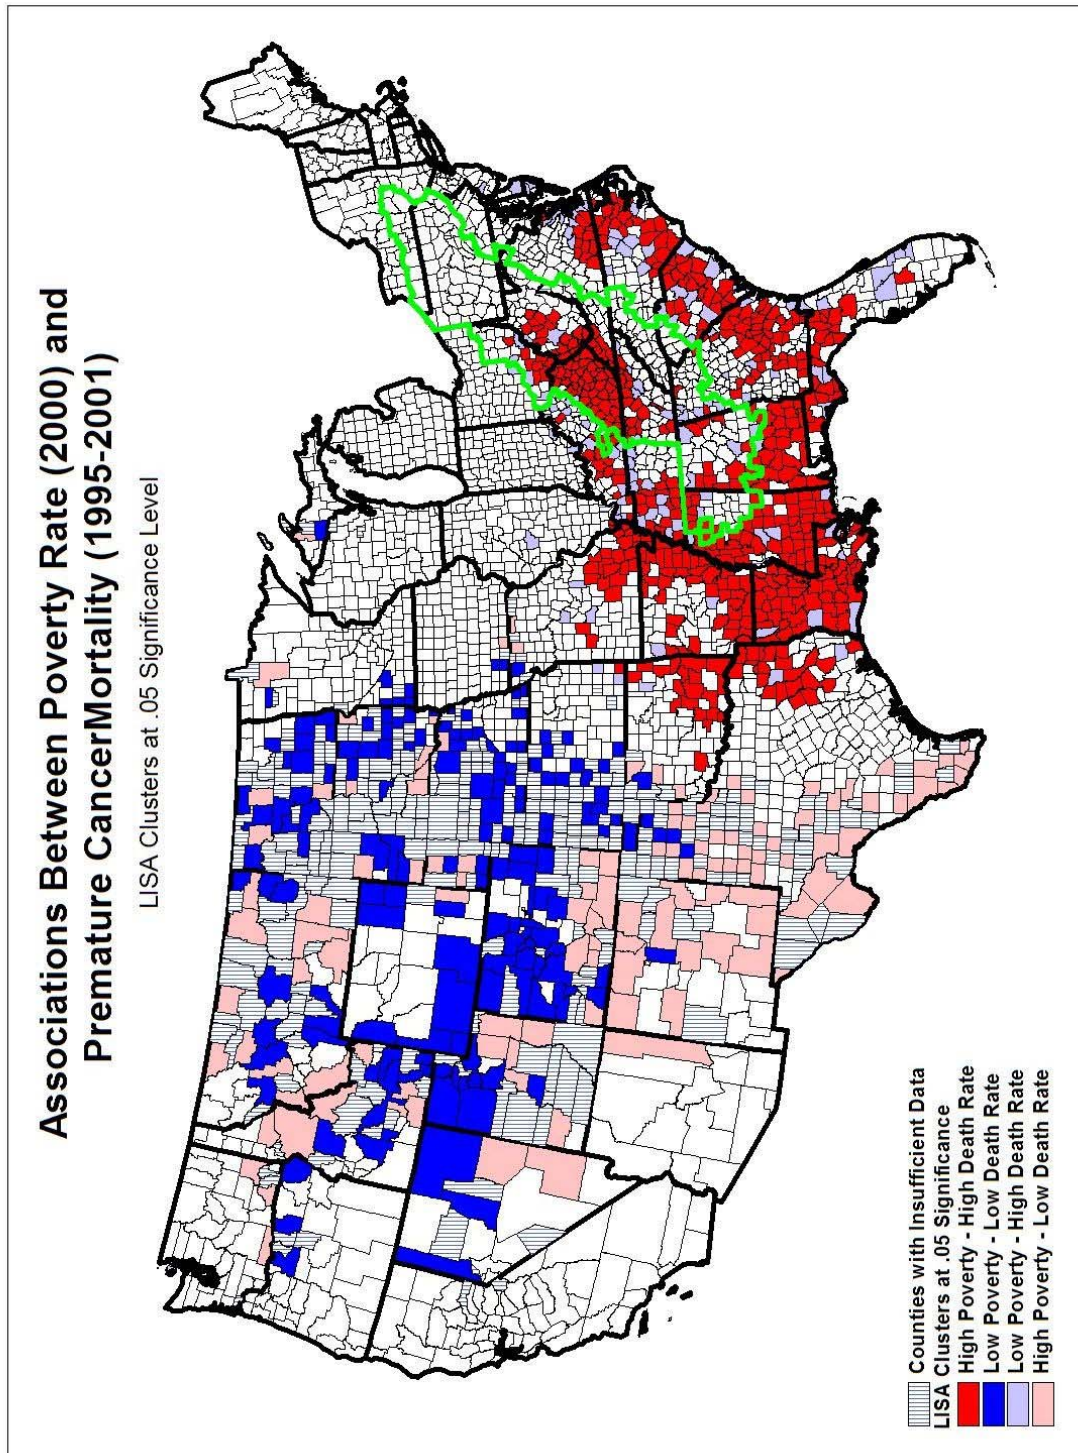 Associations Between Poverty Rate (2000) and
Premature CancerMortality (1995-2001)
LISA Clusters at .05 Significance Level
Counties with Insufficient Data
LISA Clusters at .05 Significance
High Poverty - High Death Rate
Low Poverty - Low Death Rate
Low Poverty - High Death Rate
High Poverty - Low Death Rate